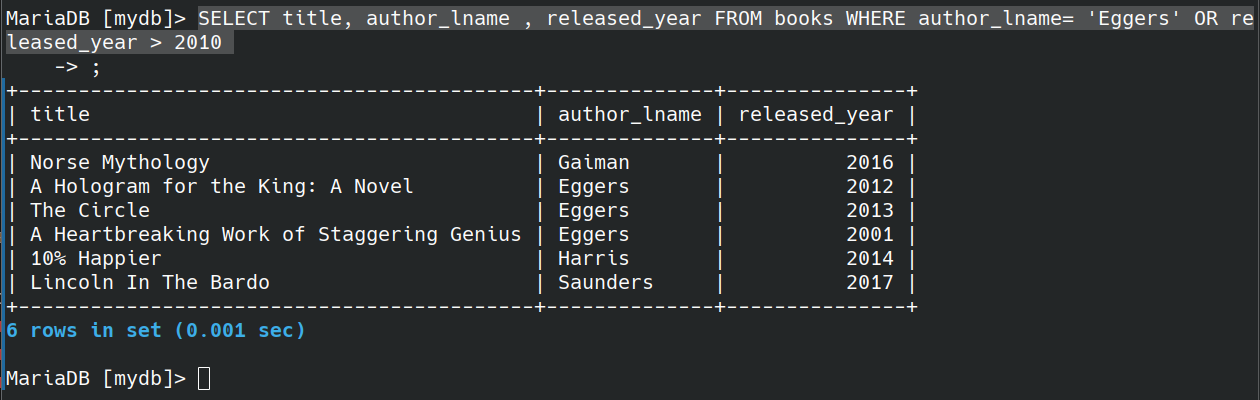 MariaDB [mydb]> SELECT title, author_lname , released_year FROM books WHERE author_lname= 'Eggers' OR re
leased_year > 2010
    -> ;
+-------------------------------------------+--------------+---------------+
| title                                     | author_lname | released_year |
+-------------------------------------------+--------------+---------------+
| Norse Mythology                           | Gaiman       |          2016 |
| A Hologram for the King: A Novel          | Eggers       |          2012 |
| The Circle                                | Eggers       |          2013 |
| A Heartbreaking Work of Staggering Genius | Eggers       |          2001 |
| 10% Happier                               | Harris       |          2014 |
| Lincoln In The Bardo                      | Saunders     |          2017 |
+-------------------------------------------+--------------+---------------+
6 rows in set (0.001 sec)
MariaDB [mydb]>